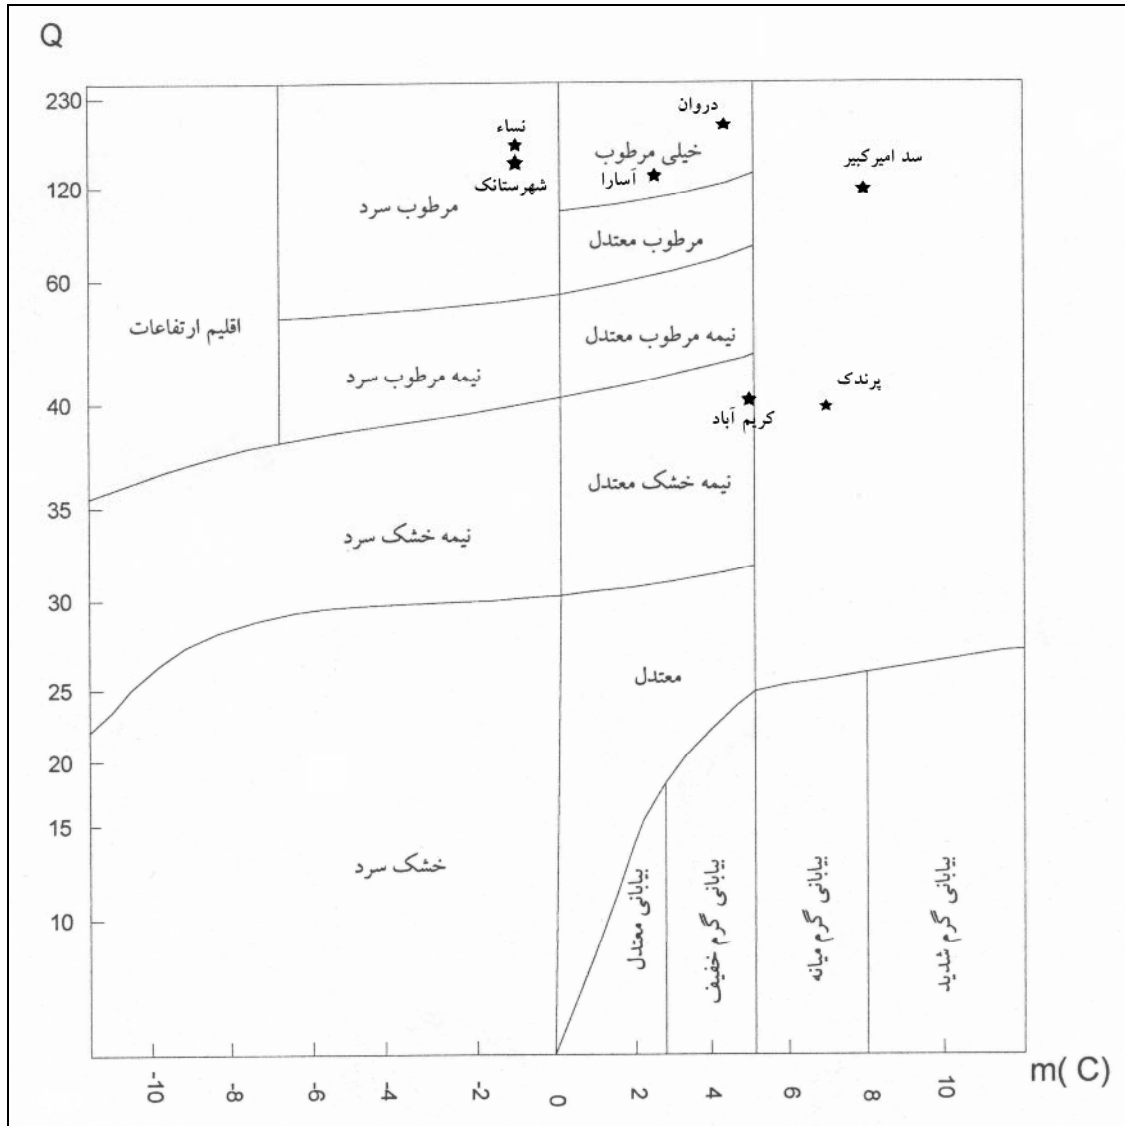 Q
230
دروان
نساء
خیلی مرطوب
سد امیرکبیر
آسارا
شهرستانک
120
مرطوب سرد
مرطوب معتدل
60
اقلیم ارتفاعات
نیمه مرطوب معتدل
نیمه مرطوب سرد
پرندک
40
کریم آباد
نیمه خشک معتدل
35
نیمه خشک سرد
30
معتدل
25
20
15
خشک سرد
بیابانی معتدل
بیابانی گرم خفیف
بیابانی گرم میانه
بیابانی گرم شدید
10
-10 -8 -6 -4 -2 0 2 4 6 8 10
m( C)